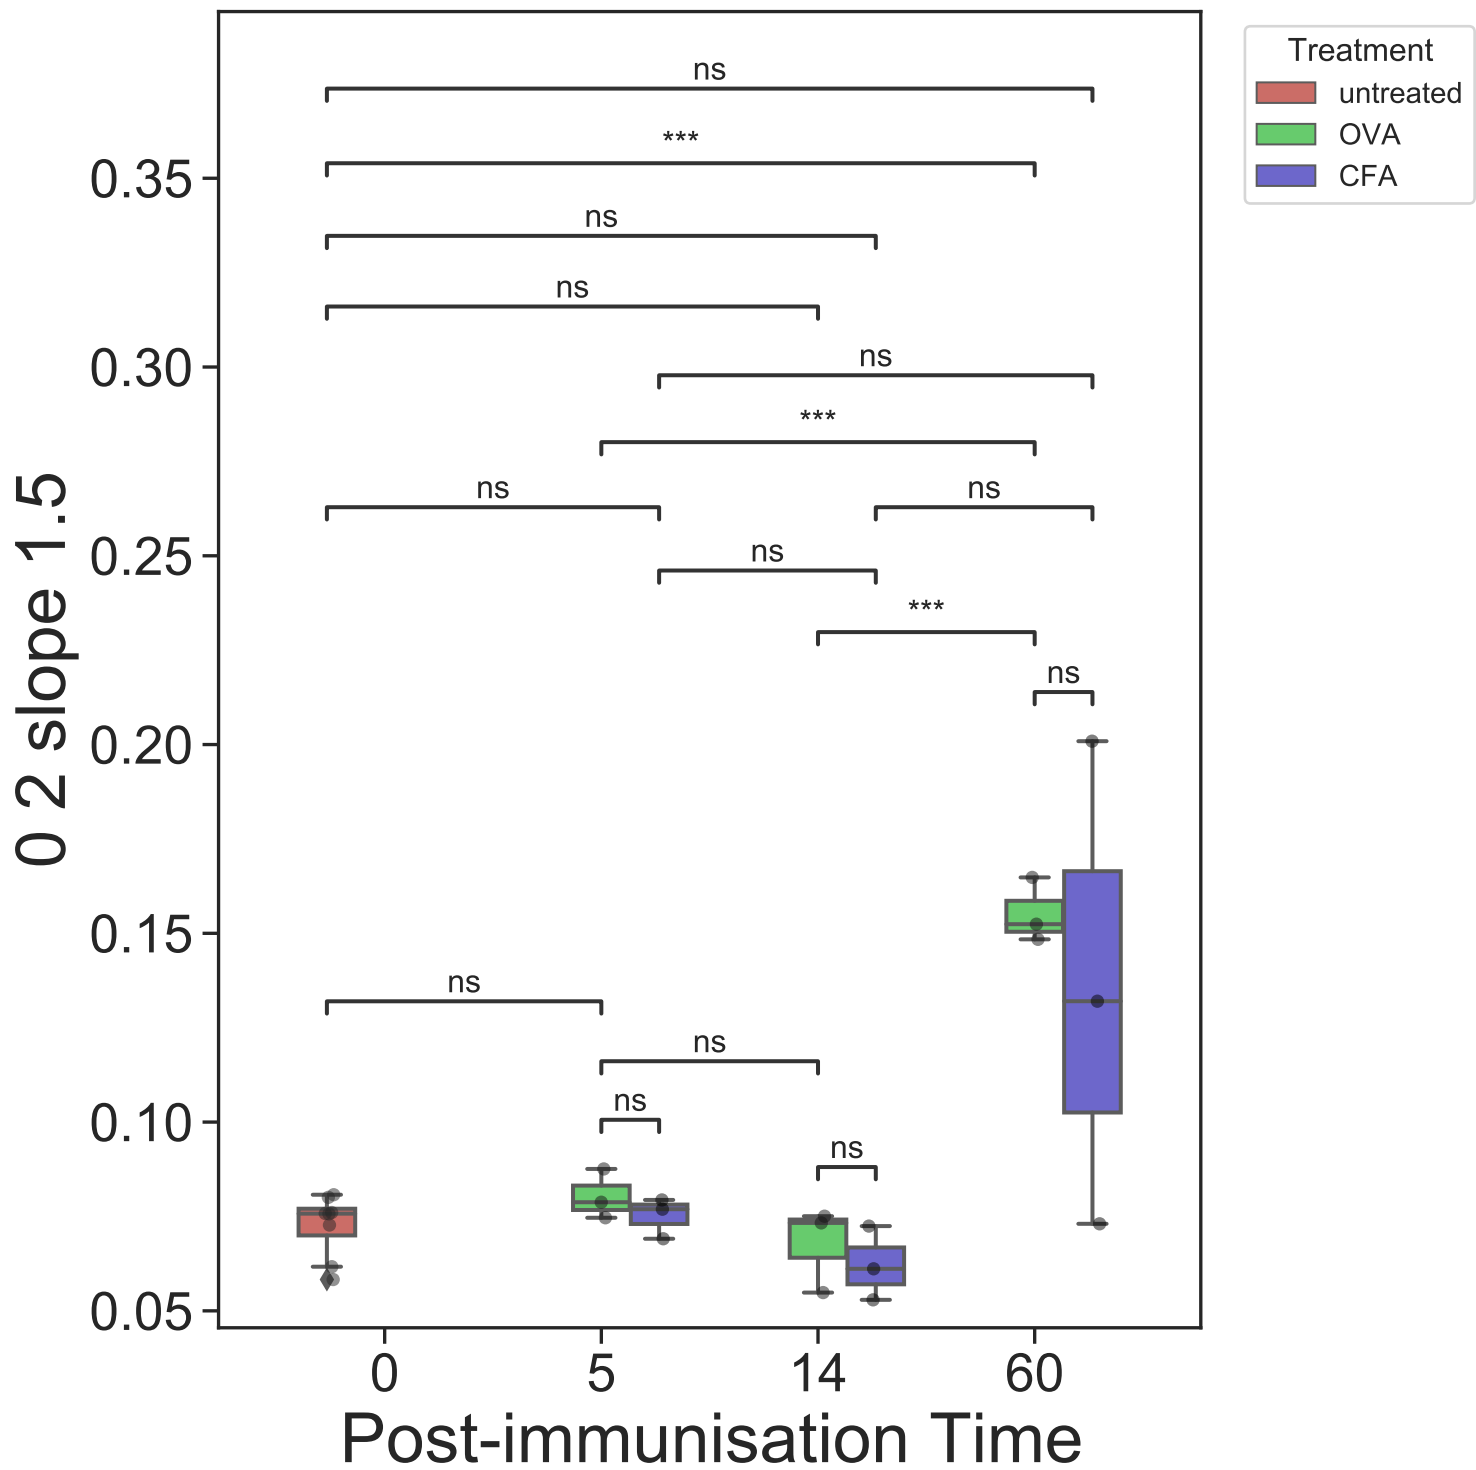 Treatment
untreated
OVA
CFA
ns
***
ns
ns
ns
***
ns
ns
ns
***
ns
ns
ns
ns
ns
0.35
0.30
0.25
0.20
0.15
0.10
0.05
0 2 slope 1.5
0 5 14 60
Post-immunisation Time